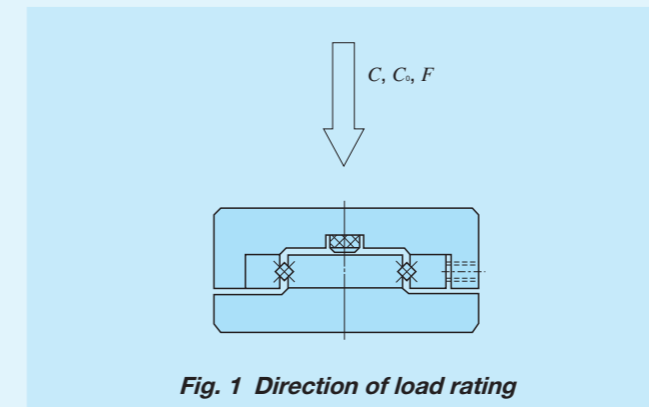 C, C₀, F
Fig. 1 Direction of load rating